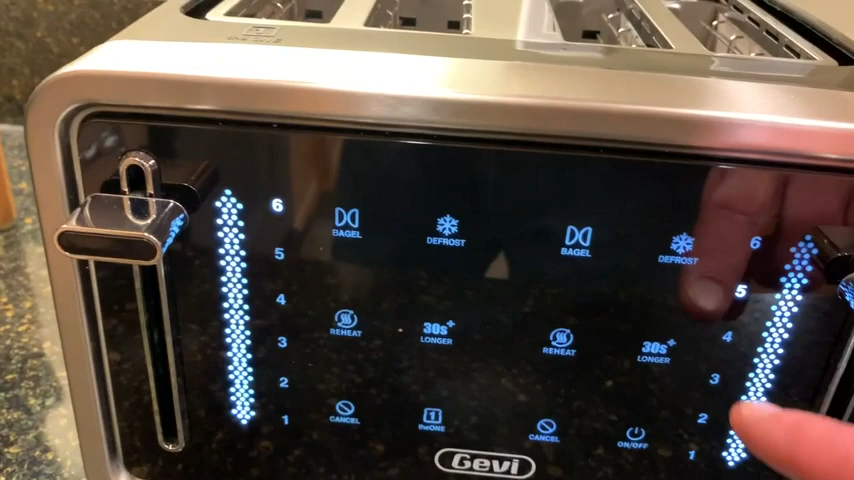 6
5
4
3
2
1
BAGEL
DEFROST
REHEAT
30s+
LONGER
CANCEL
1
theONE
BAGEL
DEFROST
REHEAT
30s+
LONGER
CANCEL
ON/OFF
6
5
4
3
2
1
Gevi